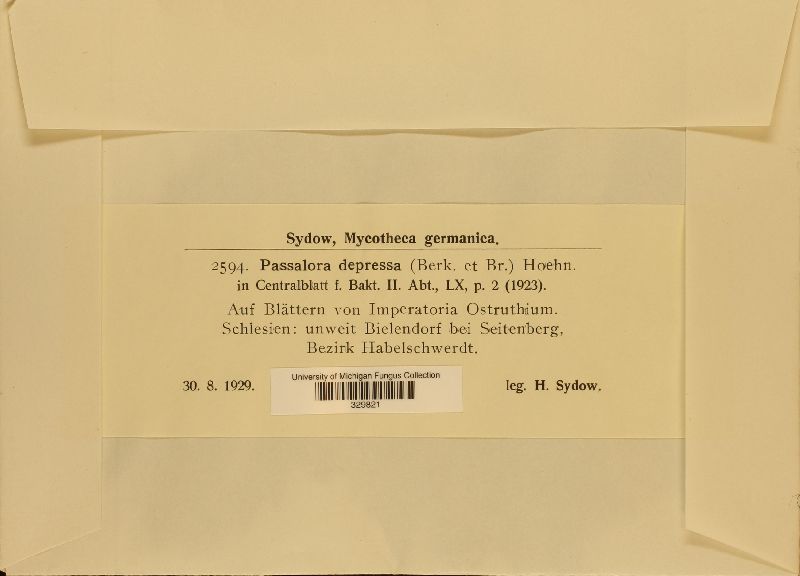 Sydow, Mycotheca germanica.
2594. Passalora depressa (Berk. et Br.) Hoehn.
in Centralblatt f. Bakt. II. Abt., LX, p. 2 (1923).
Auf Blättern von Imperatoria Ostruthium.
Schlesien: unweit Bielendorf bei Seitenberg,
Bezirk Habelschwerdt.
30. 8. 1929.
University of Michigan Fungus Collection
329821
leg. H. Sydow.